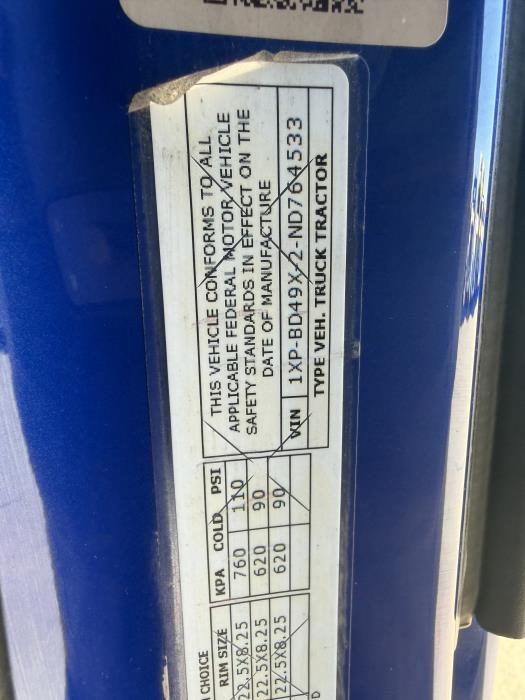 THIS VEHICLE CONFORMS TO ALL
APPLICABLE FEDERAL MOTOR VEHICLE
SAFETY STANDARDS IN EFFECT ON THE
DATE OF MANUFACTURE
VIN 1XP-BD49X-2-ND764533
TYPE VEH. TRUCK TRACTOR
CHOICE
RIM SIZE KPA COLD PSI
22.5X8.25 760 110
22.5X8.25 620 90
22.5X8.25 620 90